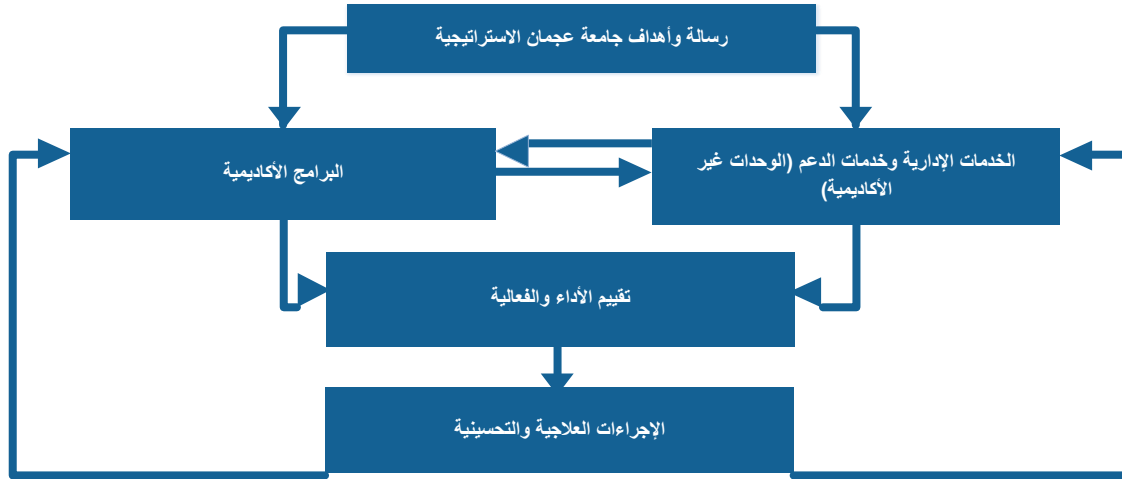 رسالة وأهداف جامعة عجمان الاستراتيجية
الخدمات الإدارية وخدمات الدعم (الوحدات غير
الأكاديمية)
البرامج الأكاديمية
تقييم الأداء والفعالية
الإجراءات العلاجية والتحسينية